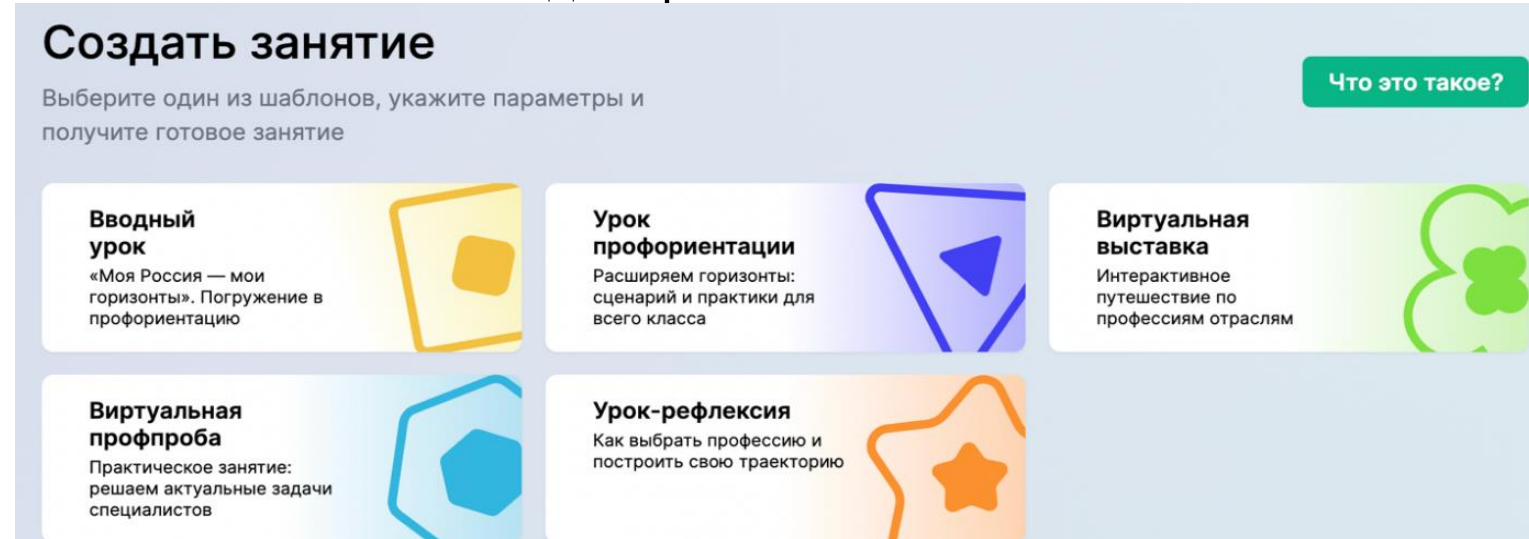 Создать занятие
Выберите один из шаблонов, укажите параметры и
получите готовое занятие
Что это такое?
Вводный
урок
«Моя Россия — мои
горизонты». Погружение в
профориентацию
Урок
профориентации
Расширяем горизонты:
сценарий и практики для
всего класса
Виртуальная
выставка
Интерактивное
путешествие по
профессиям отраслям
Виртуальная
профпроба
Практическое занятие:
решаем актуальные задачи
специалистов
Урок-рефлексия
Как выбрать профессию и
построить свою траекторию